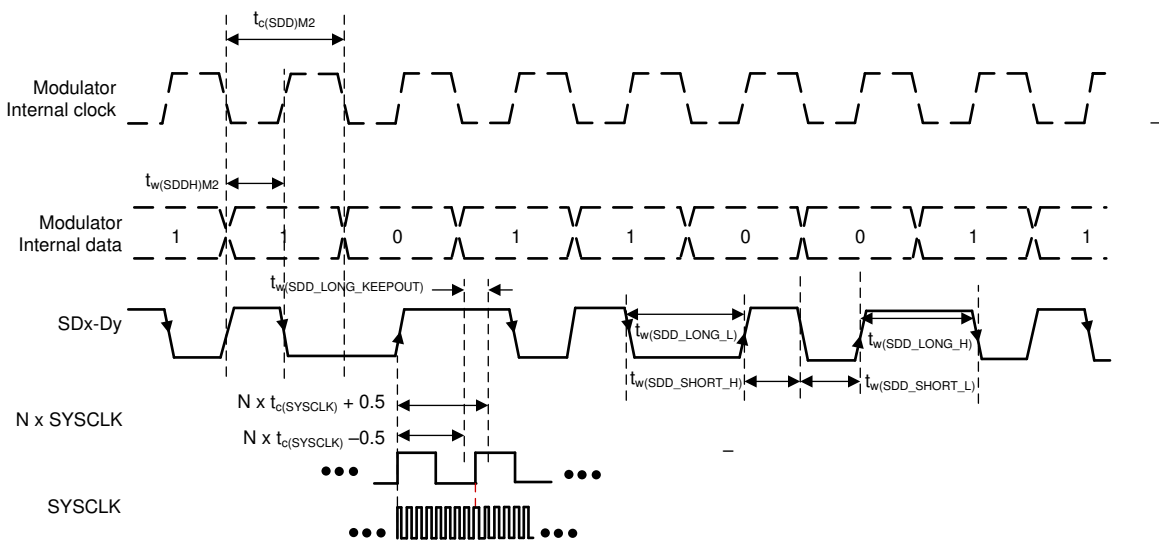 tc(SDD)M2
Modulator
Internal clock
–
tw(SDDH)M2
Modulator
Internal data
1 1 0 1 1 0 0 1 1
tw(SDD_LONG_KEEPOUT)
SDx-Dy
tw(SDD_LONG_L)
tw(SDD_LONG_H)
tw(SDD_SHORT_H)
tw(SDD_SHORT_L)
N x tc(SYSCLK) + 0.5
N x SYSCLK
N x tc(SYSCLK) –0.5
–
SYSCLK